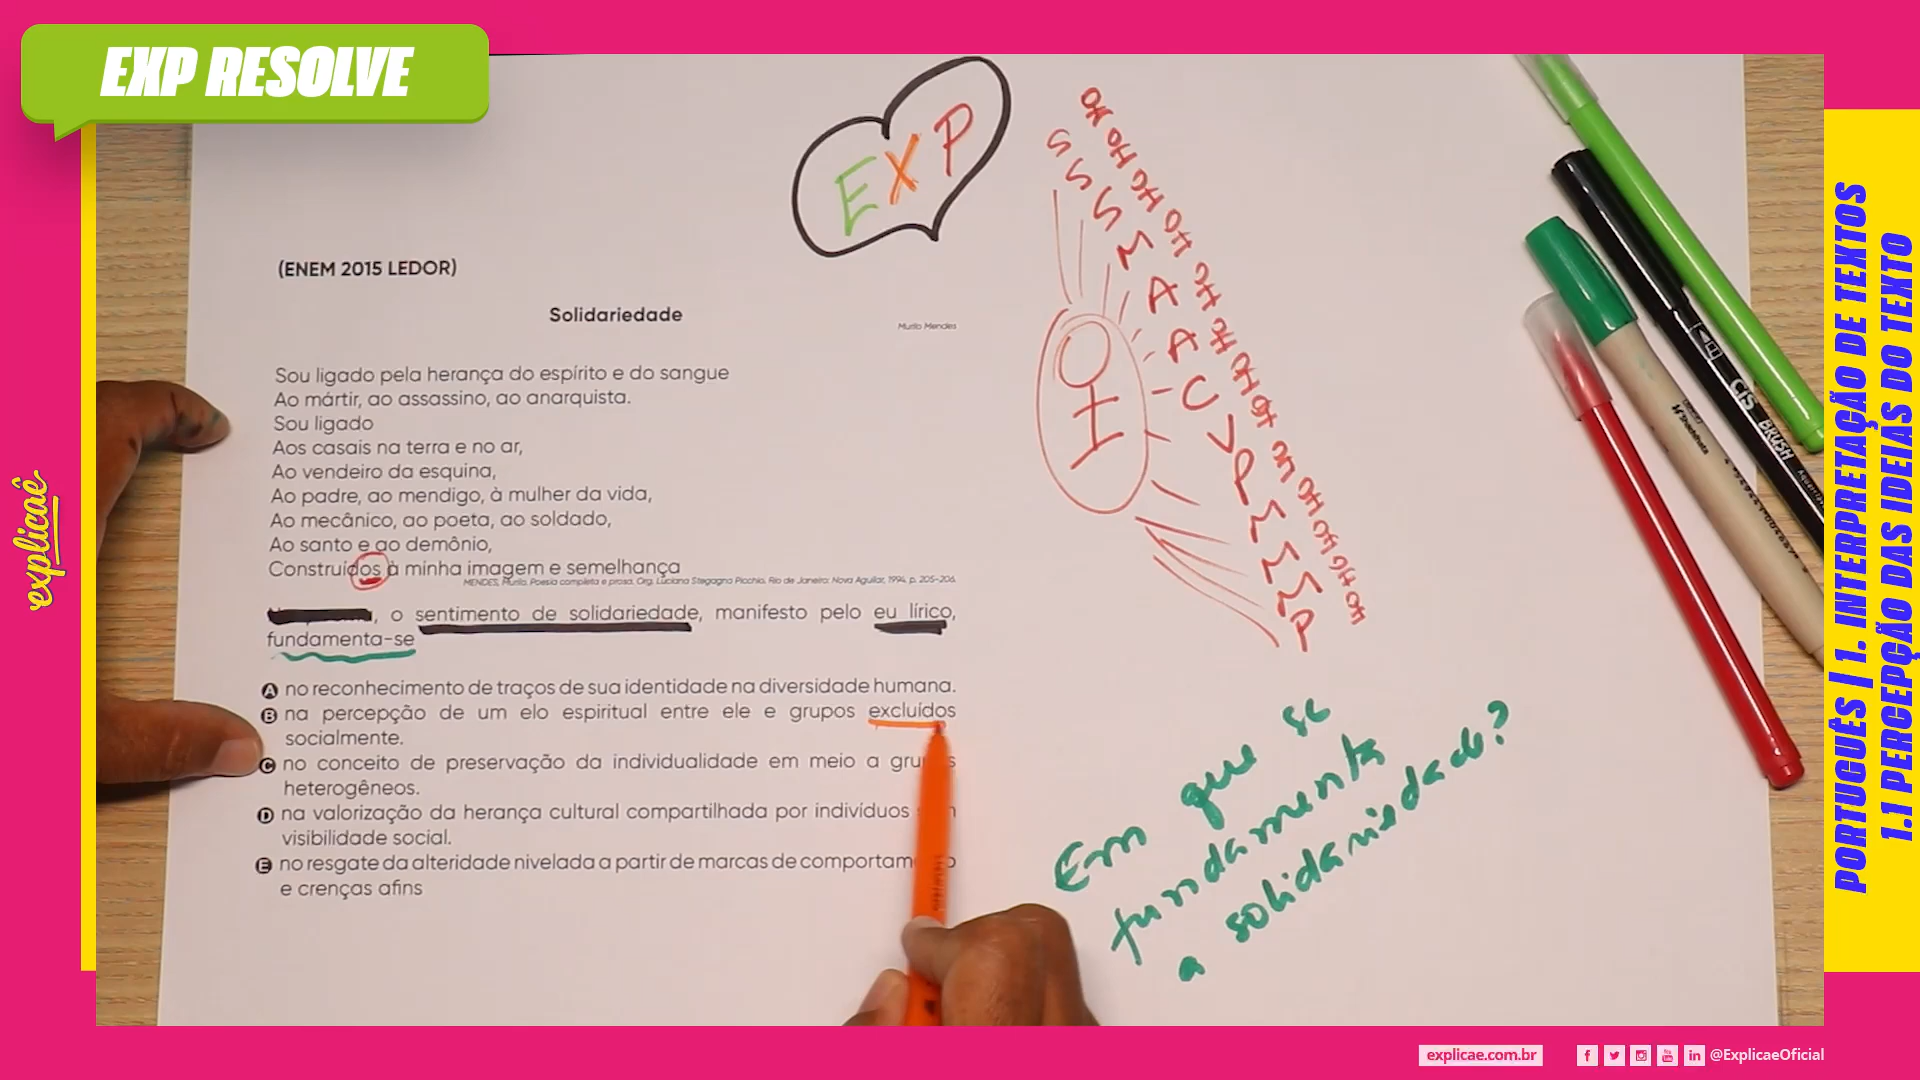 EXP RESOLVE
EXP
(ENEM 2015 LEDOR)
Solidariedade
Murilo Mendes
Sou ligado pela herança do espírito e do sangue
Ao mártir, ao assassino, ao anarquista.
Sou ligado
Aos casais na terra e no ar,
Ao vendeiro da esquina,
Ao padre, ao mendigo, à mulher da vida,
Ao mecânico, ao poeta, ao soldado,
Ao santo e ao demônio,
Construídos à minha imagem e semelhança
MENDES, Murilo. Poesia completa e prosa. Org. Luciana Stegagno Picchio. Rio de Janeiro: Nova Aguilar, 1994, p. 205-206.
, o sentimento de solidariedade, manifesto pelo eu lírico,
fundamenta-se
A no reconhecimento de traços de sua identidade na diversidade humana.
B na percepção de um elo espiritual entre ele e grupos excluídos
socialmente.
C no conceito de preservação da individualidade em meio a
heterogêneos.
D na valorização da herança cultural compartilhada por indivíduos
visibilidade social.
E no resgate da alteridade nivelada a partir de marcas de
e crenças afins
S
S
S
M
A
A
C
V
P
M
M
M
P
Em que se
fundamenta
a solidariedade?
CiS
BRUSH
explicaê
PORTUGUÊS | 1. INTERPRETAÇÃO DE TEXTOS
1.1 PERCEPÇÃO DAS IDEIAS DO TEXTO
explicae.com.br
@ExplicaeOficial